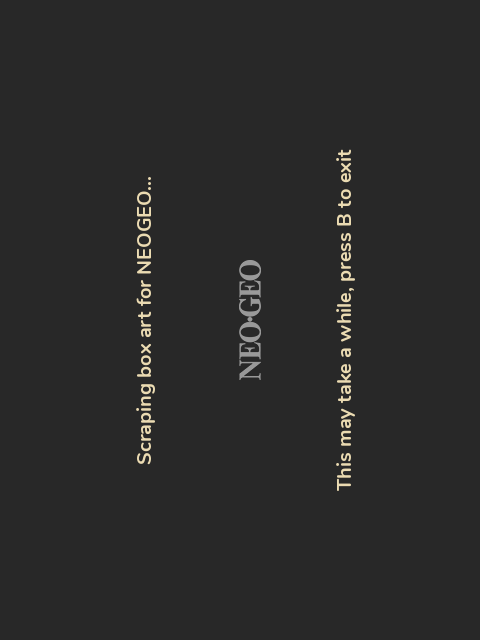 Scraping box art for NEOGEO...
NEO•GEO
This may take a while, press B to exit